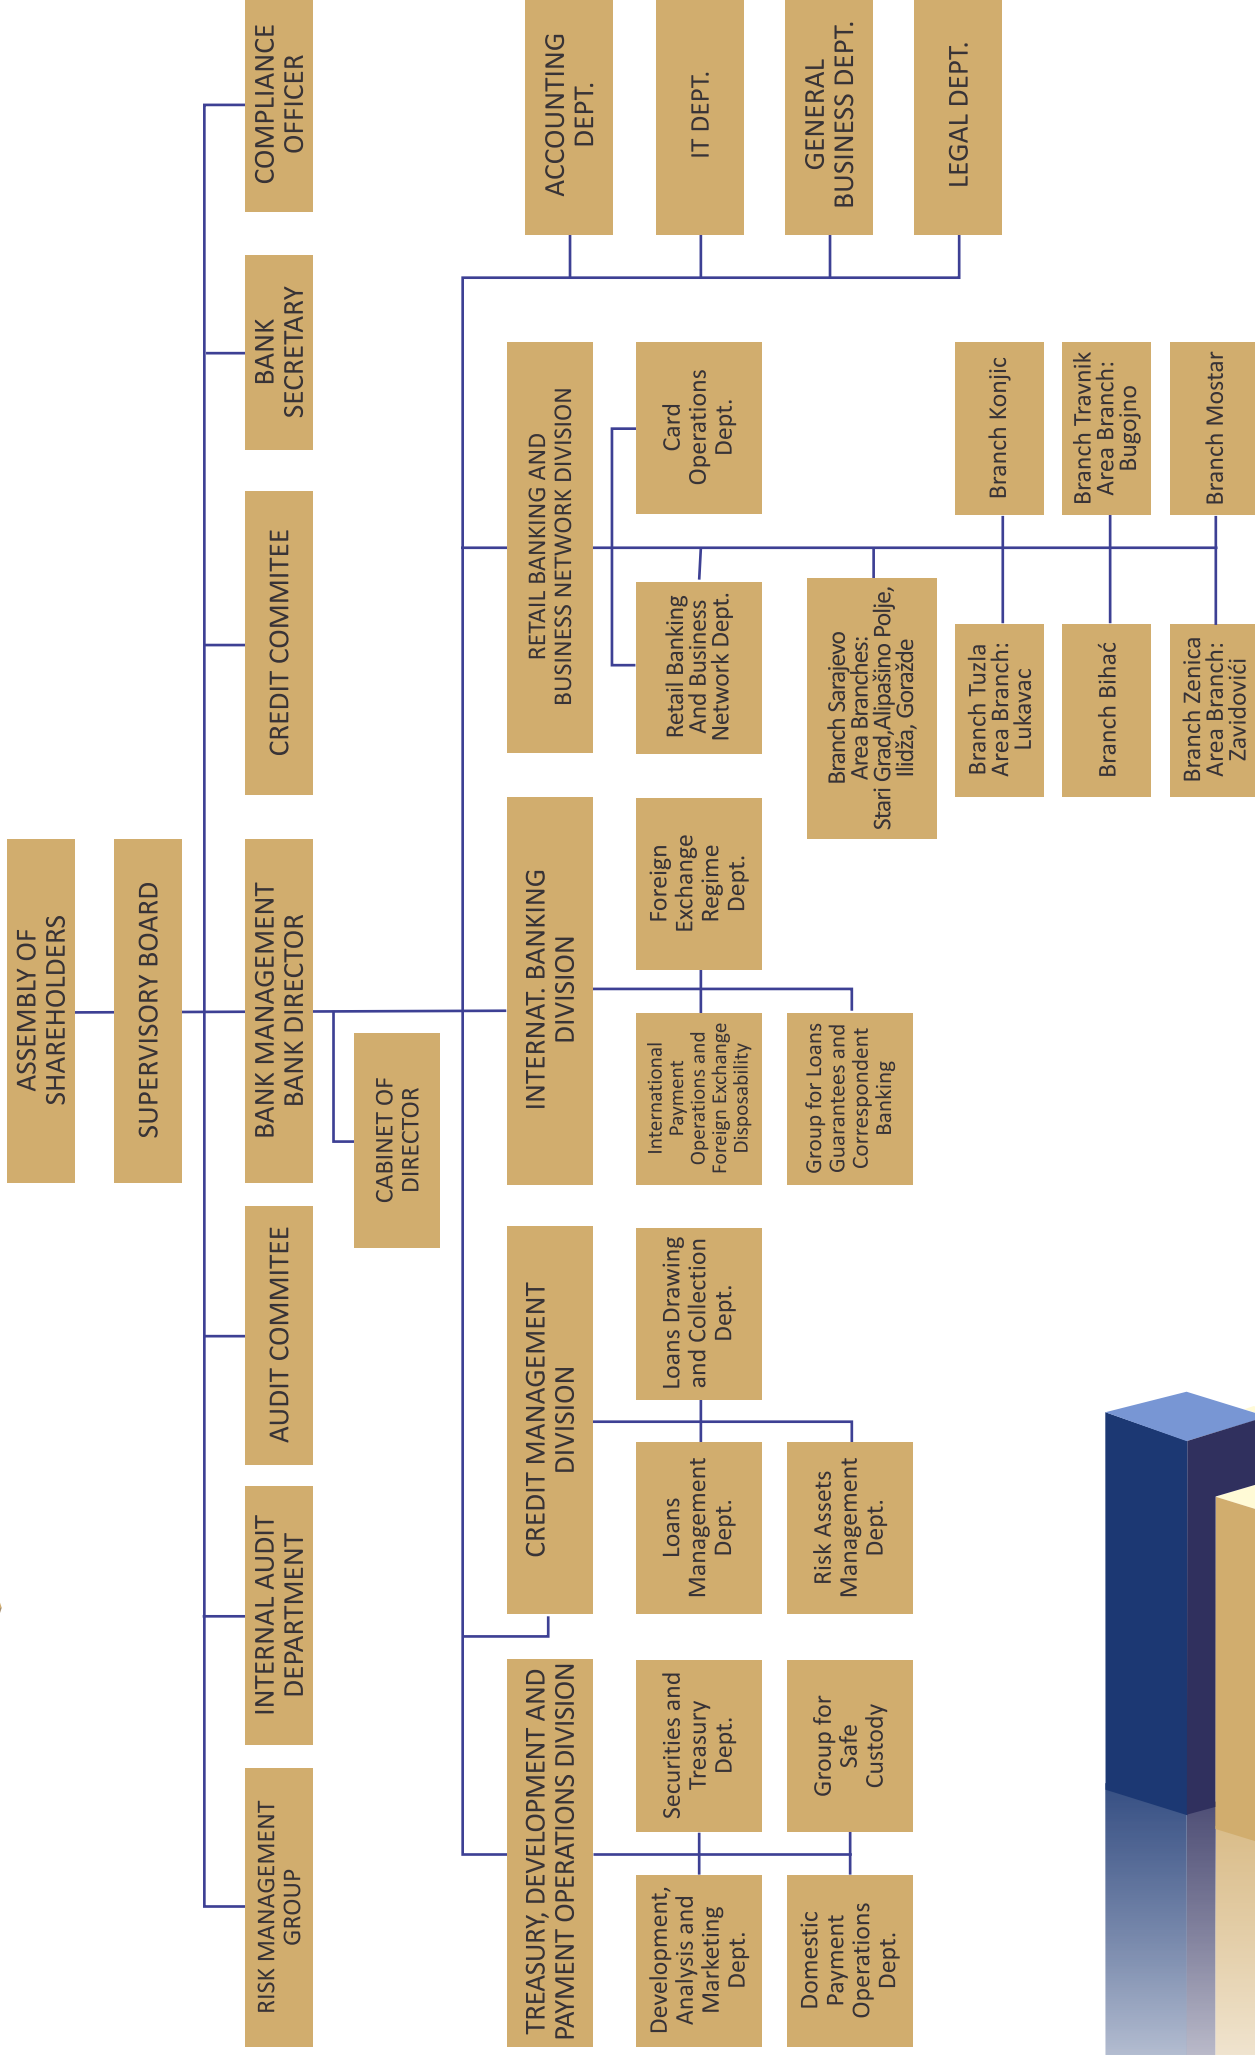 ASSEMBLY OF
SHAREHOLDERS
SUPERVISORY BOARD
RISK MANAGEMENT
GROUP
INTERNAL AUDIT
DEPARTMENT
AUDIT COMMITEE
BANK MANAGEMENT
BANK DIRECTOR
CREDIT COMMITEE
BANK
SECRETARY
COMPLIANCE
OFFICER
CABINET OF
DIRECTOR
TREASURY, DEVELOPMENT AND
PAYMENT OPERATIONS DIVISION
CREDIT MANAGEMENT
DIVISION
INTERNAT. BANKING
DIVISION
RETAIL BANKING AND
BUSINESS NETWORK DIVISION
ACCOUNTING
DEPT.
IT DEPT.
GENERAL
BUSINESS DEPT.
LEGAL DEPT.
Development,
Analysis and
Marketing
Dept.
Securities and
Treasury
Dept.
Domestic
Payment
Operations
Dept.
Group for
Safe
Custody
Loans
Management
Dept.
Loans Drawing
and Collection
Dept.
Risk Assets
Management
Dept.
International
Payment
Operations and
Foreign Exchange
Disposability
Foreign
Exchange
Regime
Dept.
Group for Loans
Guarantees and
Correspondent
Banking
Retail Banking
And Business
Network Dept.
Card
Operations
Dept.
Branch Sarajevo
Area Branches:
Stari Grad,Alipašino Polje,
Ilidža, Goražde
Branch Tuzla
Area Branch:
Lukavac
Branch Konjic
Branch Bihać
Branch Travnik
Area Branch:
Bugojno
Branch Zenica
Area Branch:
Zavidovići
Branch Mostar